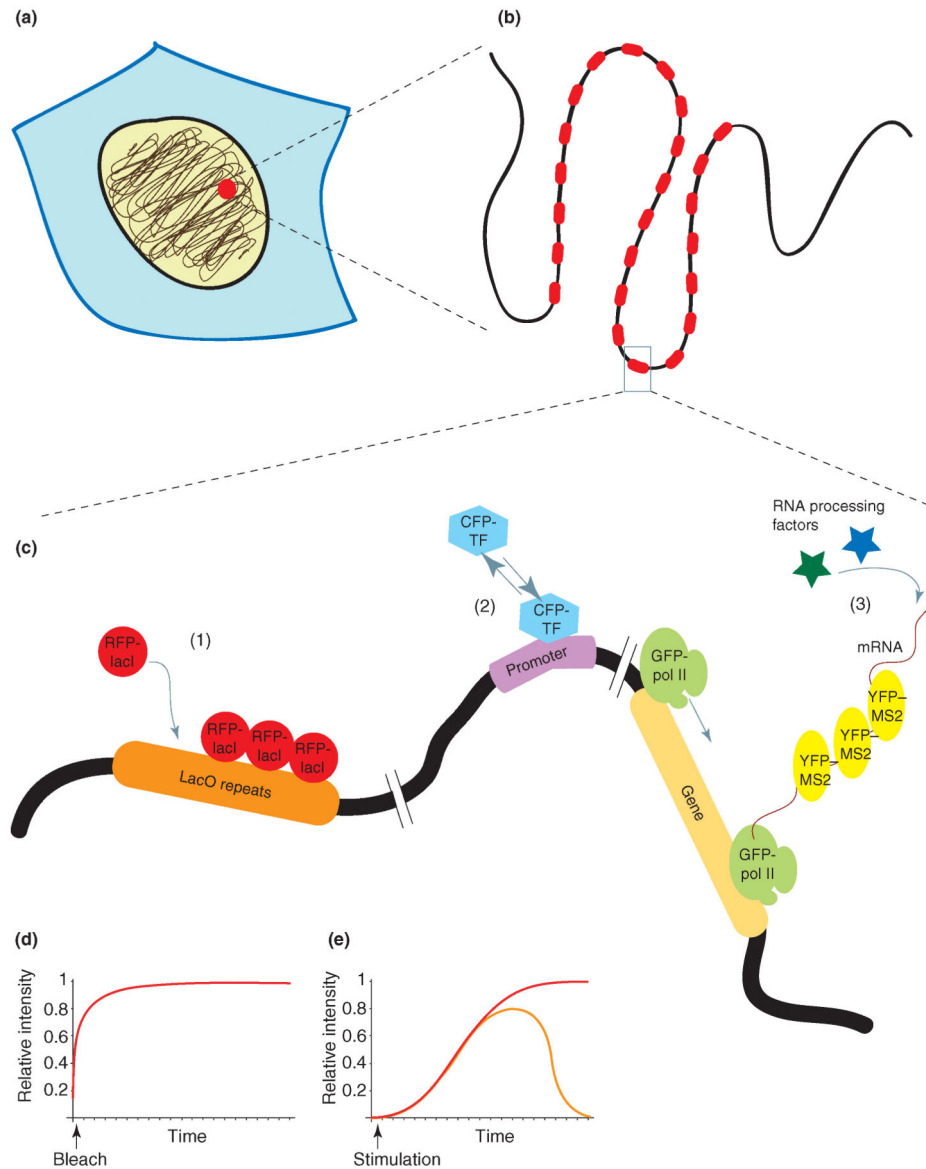 (a)
(b)
RNA processing
factors
(c)
CFP-
TF
(2)
CFP-
TF
(3)
(1)
RFP-
lacI
Promoter
GFP-
pol II
mRNA
YFP–
MS2
YFP–
MS2
YFP–
MS2
RFP-
lacI
RFP-
lacI
RFP-
lacI
LacO repeats
Gene
GFP-
pol II
(d)
Relative intensity
1
0.8
0.6
0.4
0.2
Time
Bleach
(e)
Relative intensity
1
0.8
0.6
0.4
0.2
Time
Stimulation